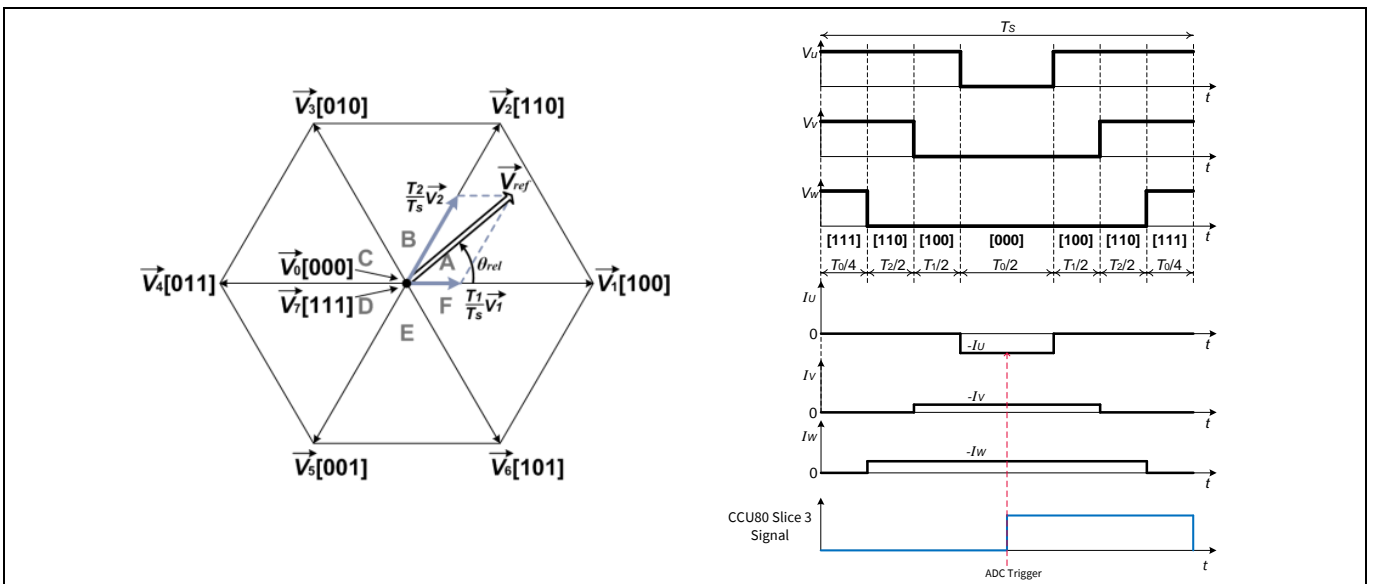 V3[010]
V2[110]
Vref
T2/Ts V2
B
C
A
θrel
V0[000]
V4[011]
V1[100]
V7[111]
D
F
T1/Ts V1
E
V5[001]
V6[101]
TS
Vu
t
Vv
t
Vw
[111] [110] [100] [000] [100] [110] [111]
t
T0/4 T2/2 T1/2 T0/2 T1/2 T2/2 T0/4
IU
0
-IU
t
IV
-IV
0
t
IW
-IW
0
t
CCU80 Slice 3
Signal
t
ADC Trigger